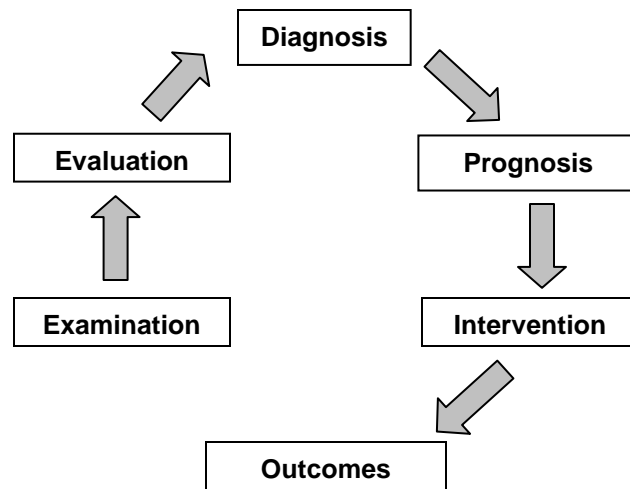 Diagnosis
Evaluation
Prognosis
Examination
Intervention
Outcomes